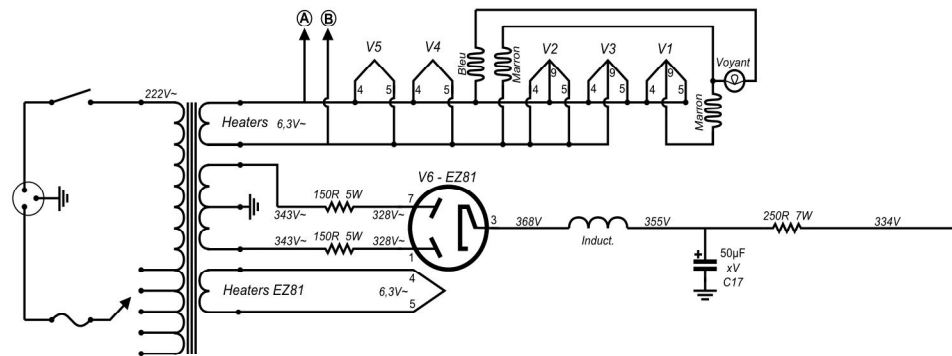 A B
V5 V4 Bleu Marron V2 V3 V1 Voyant
9 9 9
4 5 4 5 4 5 4 5 4 5
Marron
222V~
Heaters 6,3V~
V6 - EZ81
150R 5W 7
343V~ 328V~
3 368V 355V 250R 7W 334V
150R 5W
343V~ 328V~
1
Induct.
+ 50µF
xV
C17
Heaters EZ81 6,3V~
4
5